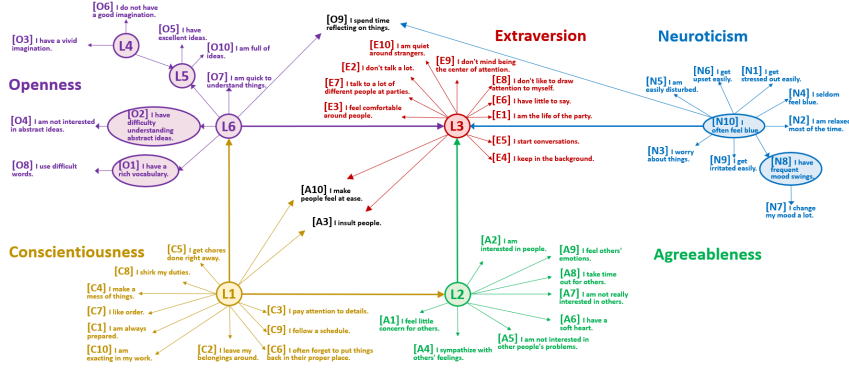 [O6] I do not have
a good imagination.
[O3] I have a vivid
imagination.
L4
[O5] I have
excellent ideas.
[O10] I am full of
ideas.
L5
Openness
[O7] I am quick to
understand things.
[O4] I am not interested
in abstract ideas.
[O2] I have
difficulty
understanding
abstract ideas.
L6
[O8] I use difficult
words.
[O1] I have a
rich vocabulary.
[O9] I spend time
reflecting on things.
Extraversion
[E10] I am quiet
around strangers.
[E9] I don't mind being
the center of attention.
[E2] I don't talk a lot.
[E7] I talk to a lot of
different people at parties.
[E8] I don't like to draw
attention to myself.
[E3] I feel comfortable
around people.
[E6] I have little to say.
[E1] I am the life of the party.
L3
[E5] I start conversations.
[E4] I keep in the background.
Neuroticism
[N5] I am
easily disturbed.
[N6] I get
upset easily.
[N1] I get
stressed out easily.
[N4] I seldom
feel blue.
[N10] I
often feel blue.
[N2] I am relaxed
most of the time.
[N3] I worry
about things.
[N9] I get
irritated easily.
[N8] I have
frequent
mood swings.
[N7] I change
my mood a lot.
[A10] I make
people feel at ease.
[A3] I insult people.
Conscientiousness
[C5] I get chores
done right away.
[C8] I shirk my duties.
[C4] I make a
mess of things.
[C7] I like order.
[C1] I am always
prepared.
[C10] I am
exacting in my work.
L1
[C3] I pay attention to details.
[C9] I follow a schedule.
[C2] I leave my
belongings around.
[C6] I often forget to put things
back in their proper place.
Agreeableness
[A2] I am
interested in people.
[A9] I feel others'
emotions.
[A8] I take time
out for others.
L2
[A7] I am not really
interested in others.
[A1] I feel little
concern for others.
[A6] I have a
soft heart.
[A4] I sympathize with
others' feelings.
[A5] I am not interested in
other people's problems.